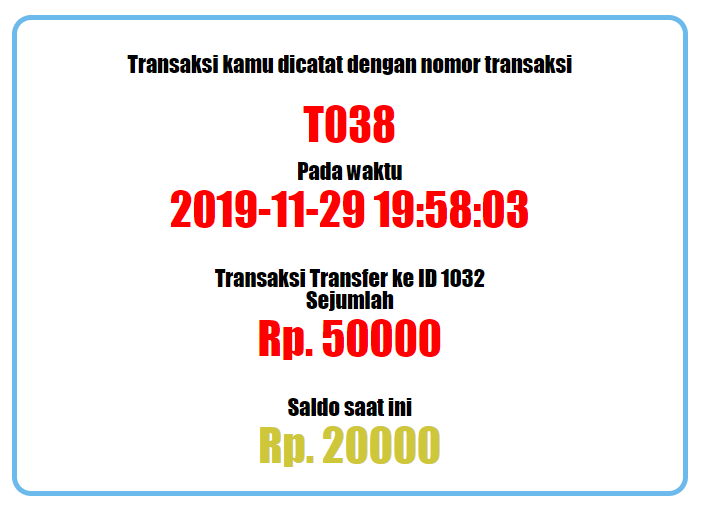 Transaksi kamu dicatat dengan nomor transaksi
T038
Pada waktu
2019-11-29 19:58:03
Transaksi Transfer ke ID 1032
Sejumlah
Rp. 50000
Saldo saat ini
Rp. 20000